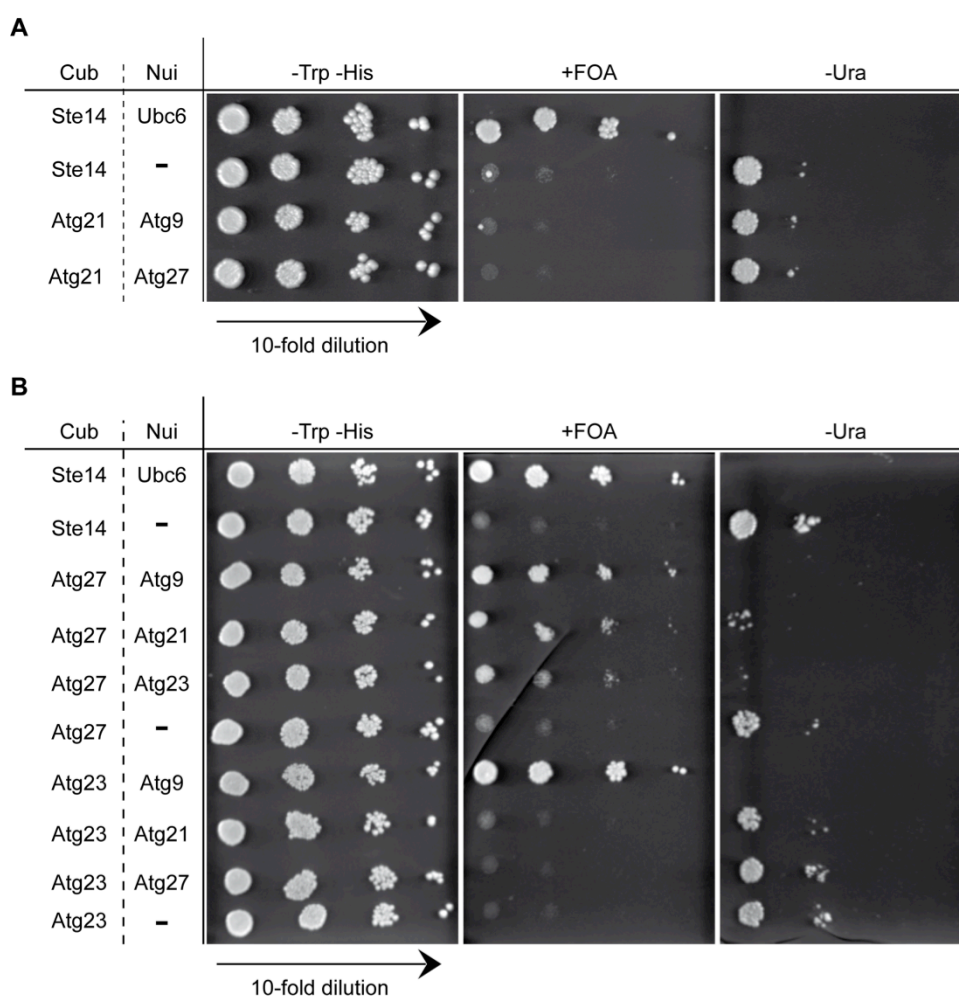 A
Cub Nui -Trp -His +FOA -Ura
Ste14 Ubc6
Ste14 -
Atg21 Atg9
Atg21 Atg27
10-fold dilution
B
Cub Nui -Trp -His +FOA -Ura
Ste14 Ubc6
Ste14 -
Atg27 Atg9
Atg27 Atg21
Atg27 Atg23
Atg27 -
Atg23 Atg9
Atg23 Atg21
Atg23 Atg27
Atg23 -
10-fold dilution